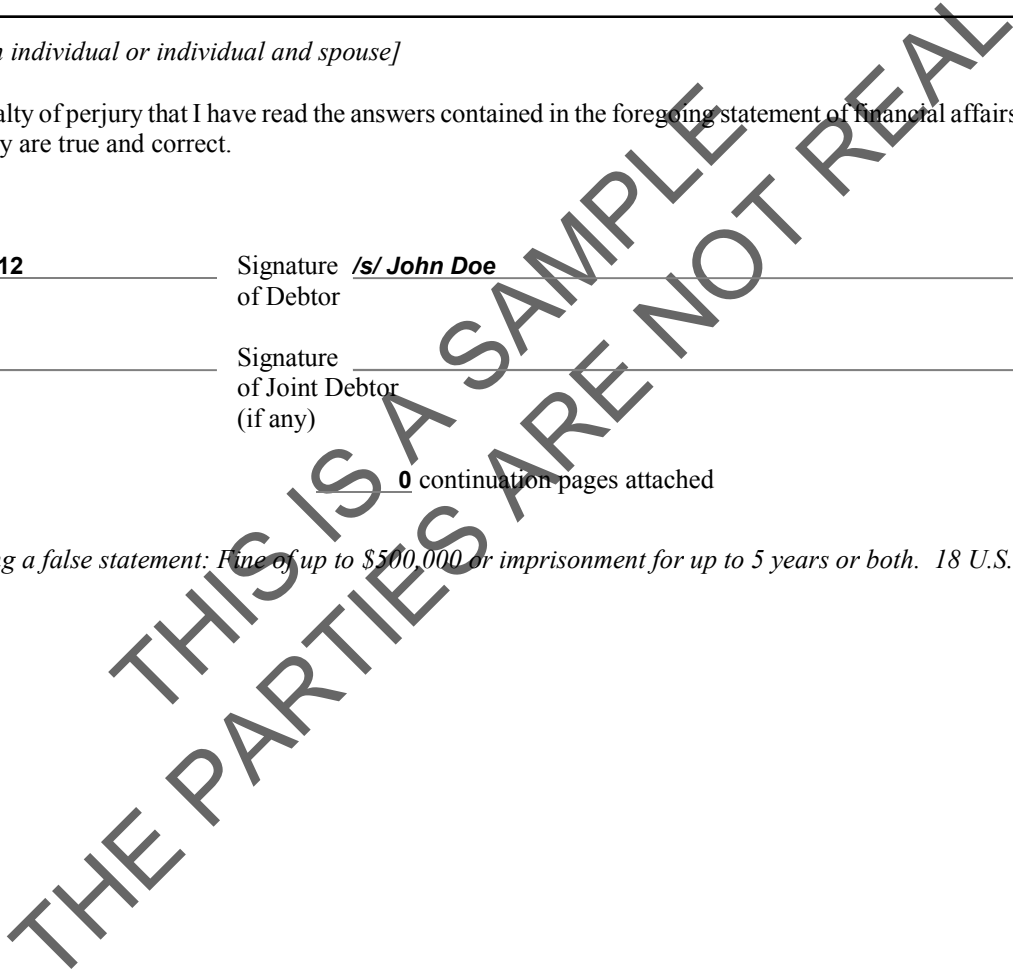 n individual or individual and spouse]
alty of perjury that I have read the answers contained in the foregoing statement of financial affairs
y are true and correct.
12 Signature /s/ John Doe
of Debtor
Signature
of Joint Debtor
(if any)
0 continuation pages attached
g a false statement: Fine of up to $500,000 or imprisonment for up to 5 years or both. 18 U.S.
THIS IS A SAMPLE
THE PARTIES ARE NOT REAL